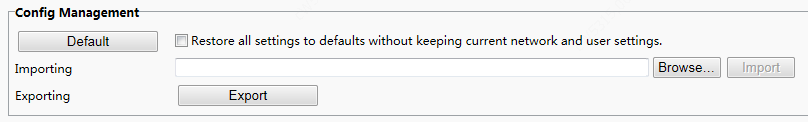 Config Management
Default Restore all settings to defaults without keeping current network and user settings.
Importing Browse... Import
Exporting Export